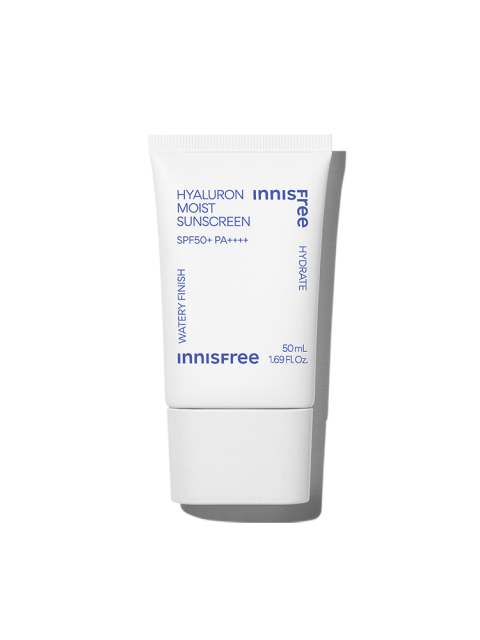 HYALURON
MOIST
SUNSCREEN
SPF50+ PA++++
INNISFree
HYDRATE
WATERY FINISH
INNISFree
50 mL
1.69 Fl. Oz.